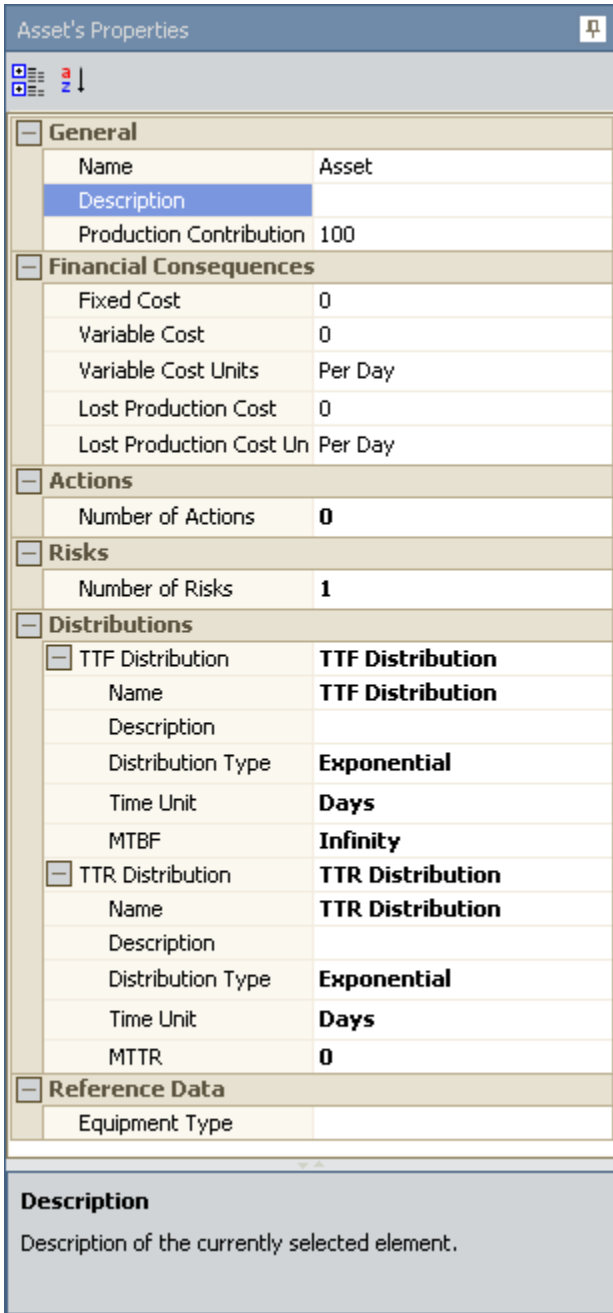 Asset's Properties
a
z
General
Name Asset
Description
Production Contribution 100
Financial Consequences
Fixed Cost 0
Variable Cost 0
Variable Cost Units Per Day
Lost Production Cost 0
Lost Production Cost Un Per Day
Actions
Number of Actions 0
Risks
Number of Risks 1
Distributions
TTF Distribution TTF Distribution
Name TTF Distribution
Description
Distribution Type Exponential
Time Unit Days
MTBF Infinity
TTR Distribution TTR Distribution
Name TTR Distribution
Description
Distribution Type Exponential
Time Unit Days
MTTR 0
Reference Data
Equipment Type
Description
Description of the currently selected element.